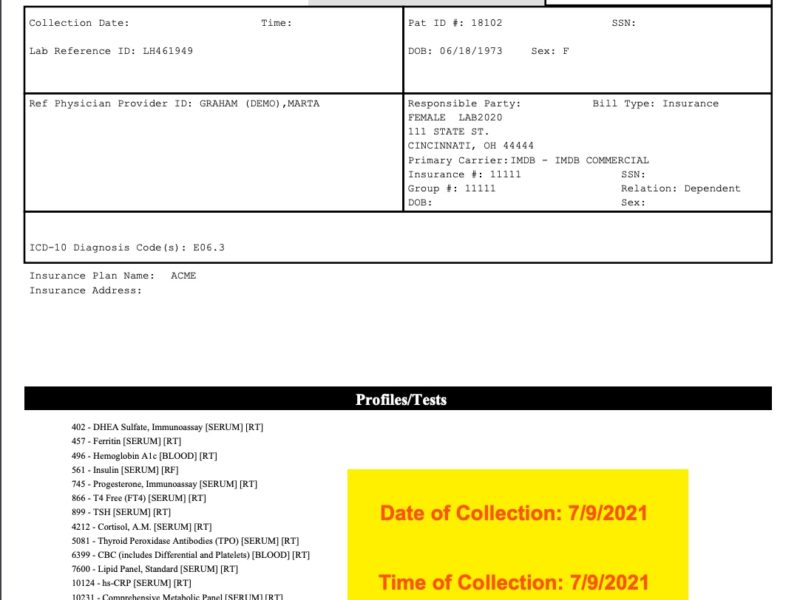 Collection Date: Time:
Lab Reference ID: LH461949
Pat ID #: 18102 SSN:
DOB: 06/18/1973 Sex: F
Ref Physician Provider ID: GRAHAM (DEMO),MARTA
Responsible Party: Bill Type: Insurance
FEMALE LAB2020
111 STATE ST.
CINCINNATI, OH 44444
Primary Carrier:IMDB - IMDB COMMERCIAL
Insurance #: 11111 SSN:
Group #: 11111 Relation: Dependent
DOB: Sex:
ICD-10 Diagnosis Code(s): E06.3
Insurance Plan Name: ACME
Insurance Address:
Profiles/Tests
402 - DHEA Sulfate, Immunoassay [SERUM] [RT]
457 - Ferritin [SERUM] [RT]
496 - Hemoglobin A1c [BLOOD] [RT]
561 - Insulin [SERUM] [RF]
745 - Progesterone, Immunoassay [SERUM] [RT]
866 - T4 Free (FT4) [SERUM] [RT]
899 - TSH [SERUM] [RT]
4212 - Cortisol, A.M. [SERUM] [RT]
5081 - Thyroid Peroxidase Antibodies (TPO) [SERUM] [RT]
6399 - CBC (includes Differential and Platelets) [BLOOD] [RT]
7600 - Lipid Panel, Standard [SERUM] [RT]
10124 - hs-CRP [SERUM] [RT]
10231 - Comprehensive Metabolic Panel [SERUM] [RT]
Date of Collection: 7/9/2021
Time of Collection: 7/9/2021